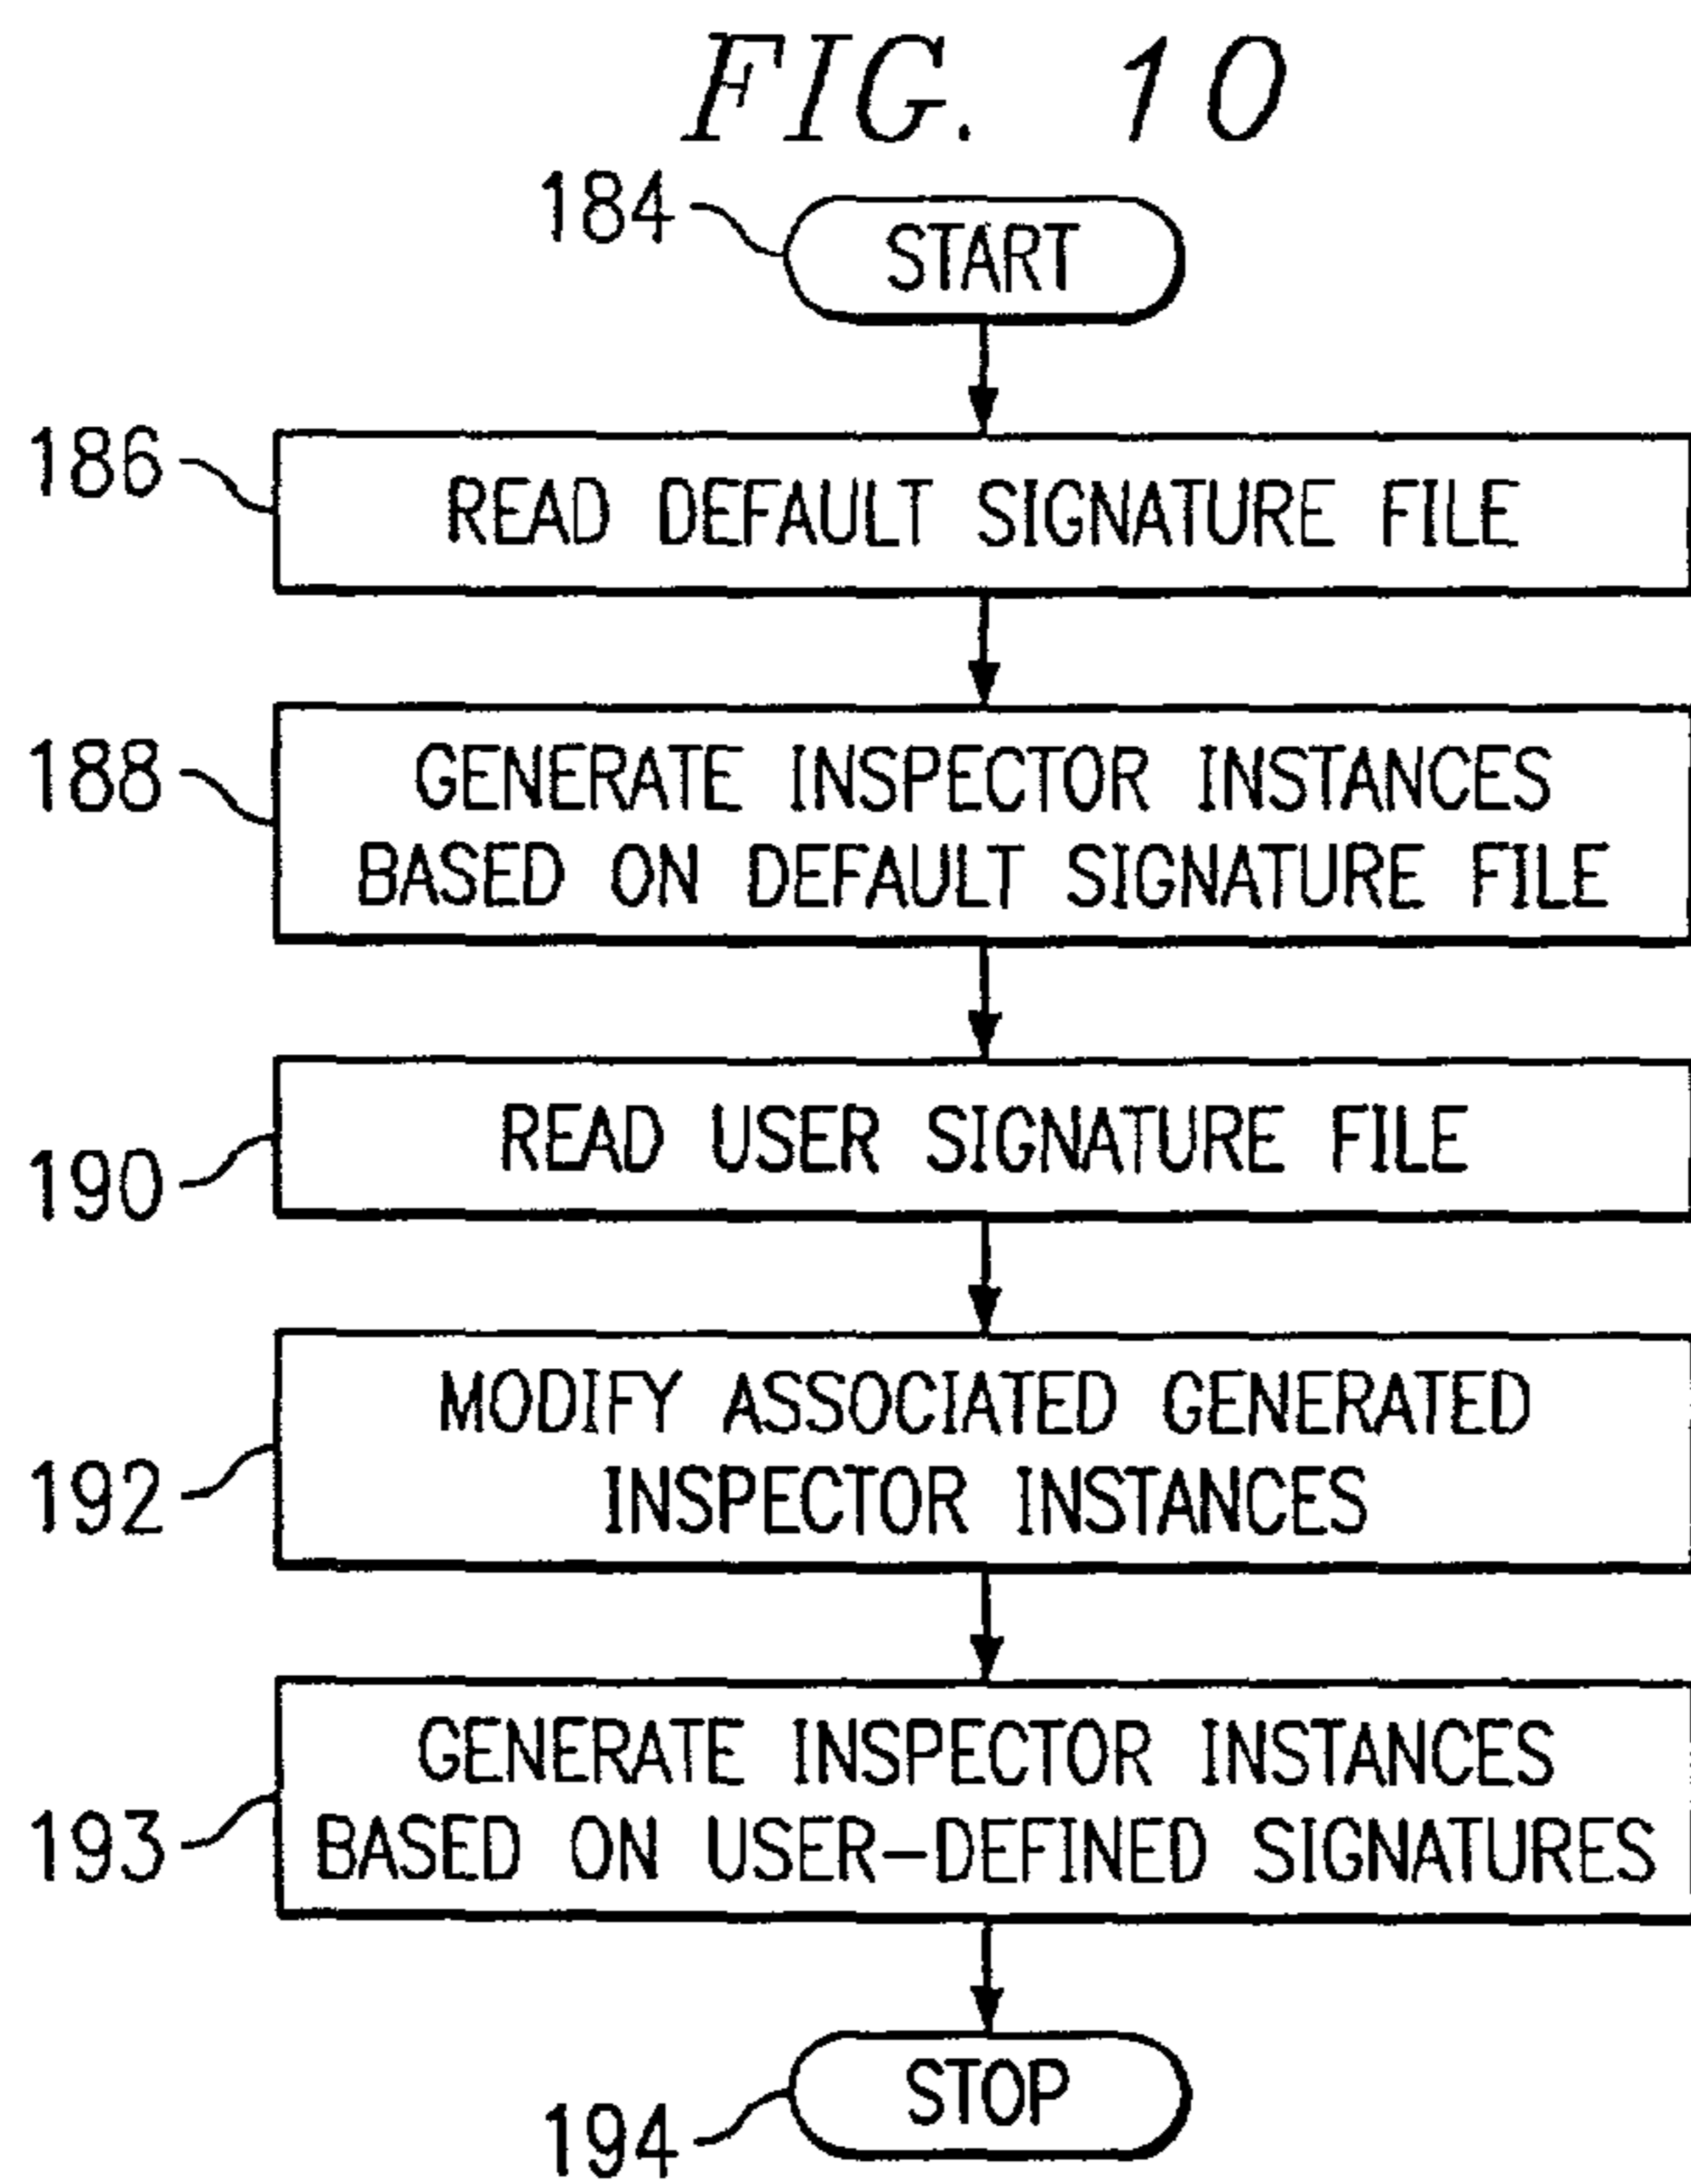 FIG. 10
184
START
186
READ DEFAULT SIGNATURE FILE
188
GENERATE INSPECTOR INSTANCES
BASED ON DEFAULT SIGNATURE FILE
190
READ USER SIGNATURE FILE
192
MODIFY ASSOCIATED GENERATED
INSPECTOR INSTANCES
193
GENERATE INSPECTOR INSTANCES
BASED ON USER-DEFINED SIGNATURES
194
STOP